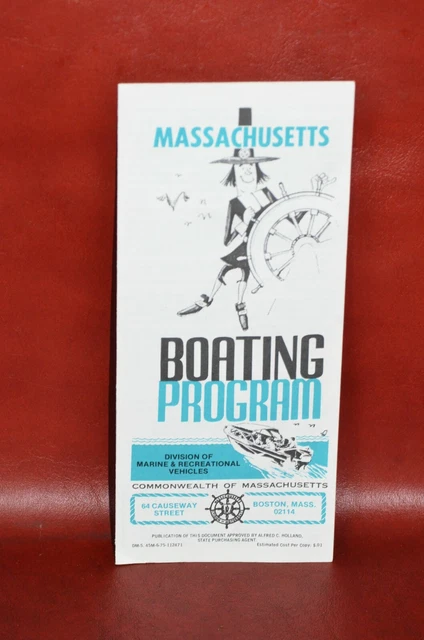 MASSACHUSETTS
BOATING
PROGRAM
DIVISION OF
MARINE & RECREATIONAL
VEHICLES
COMMONWEALTH OF MASSACHUSETTS
64 CAUSEWAY
STREET
BOSTON, MASS.
02114
PUBLICATION OF THIS DOCUMENT APPROVED BY ALFRED C. HOLLAND,
STATE PURCHASING AGENT
Estimated Cost Per Copy: